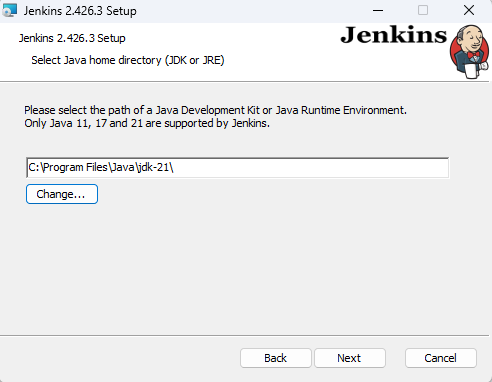 Jenkins 2.426.3 Setup
Jenkins 2.426.3 Setup
Jenkins
Select Java home directory (JDK or JRE)
Please select the path of a Java Development Kit or Java Runtime Environment.
Only Java 11, 17 and 21 are supported by Jenkins.
C:\Program Files\Java\jdk-21\
Change...
Back
Next
Cancel